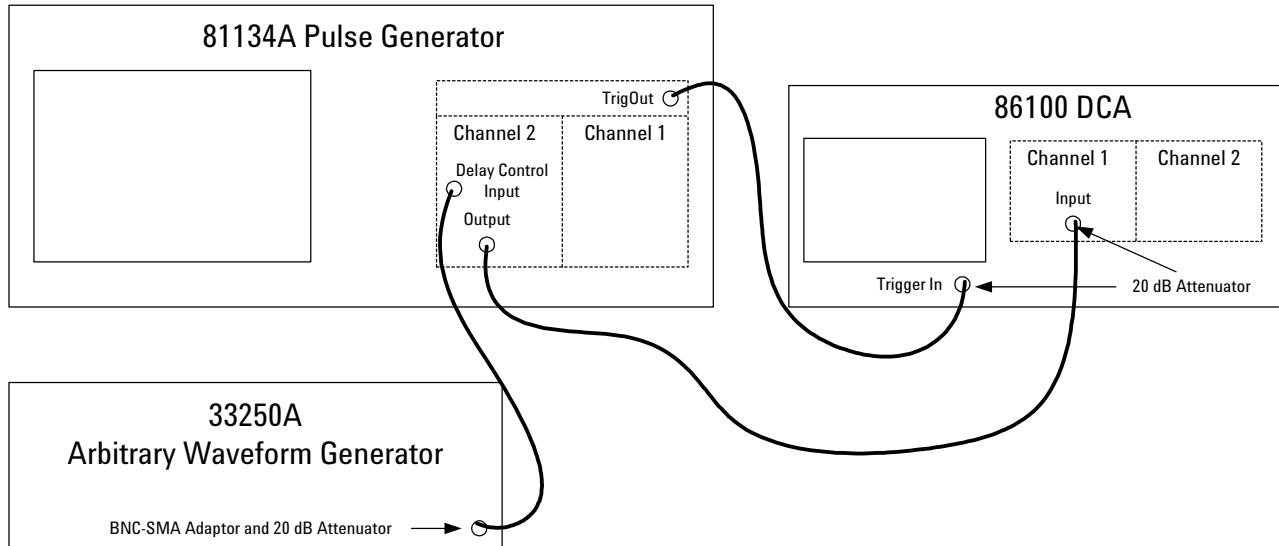 81134A Pulse Generator
TrigOut
Channel 2
Channel 1
Delay Control
Input
Output
86100 DCA
Channel 1
Channel 2
Input
Trigger In
20 dB Attenuator
33250A
Arbitrary Waveform Generator
BNC-SMA Adaptor and 20 dB Attenuator